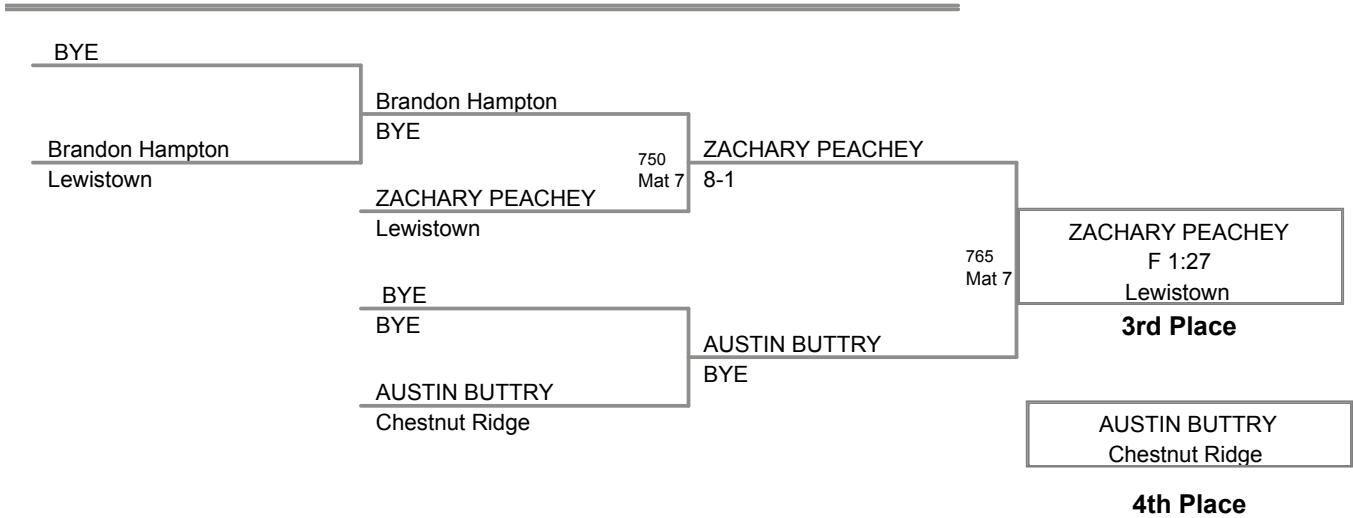 BYE
Brandon Hampton
BYE
Brandon Hampton
Lewistown
750
Mat 7
ZACHARY PEACHEY
8-1
ZACHARY PEACHEY
Lewistown
ZACHARY PEACHEY
F 1:27
Lewistown
3rd Place
765
Mat 7
BYE
BYE
AUSTIN BUTTRY
BYE
AUSTIN BUTTRY
Chestnut Ridge
AUSTIN BUTTRY
Chestnut Ridge
4th Place